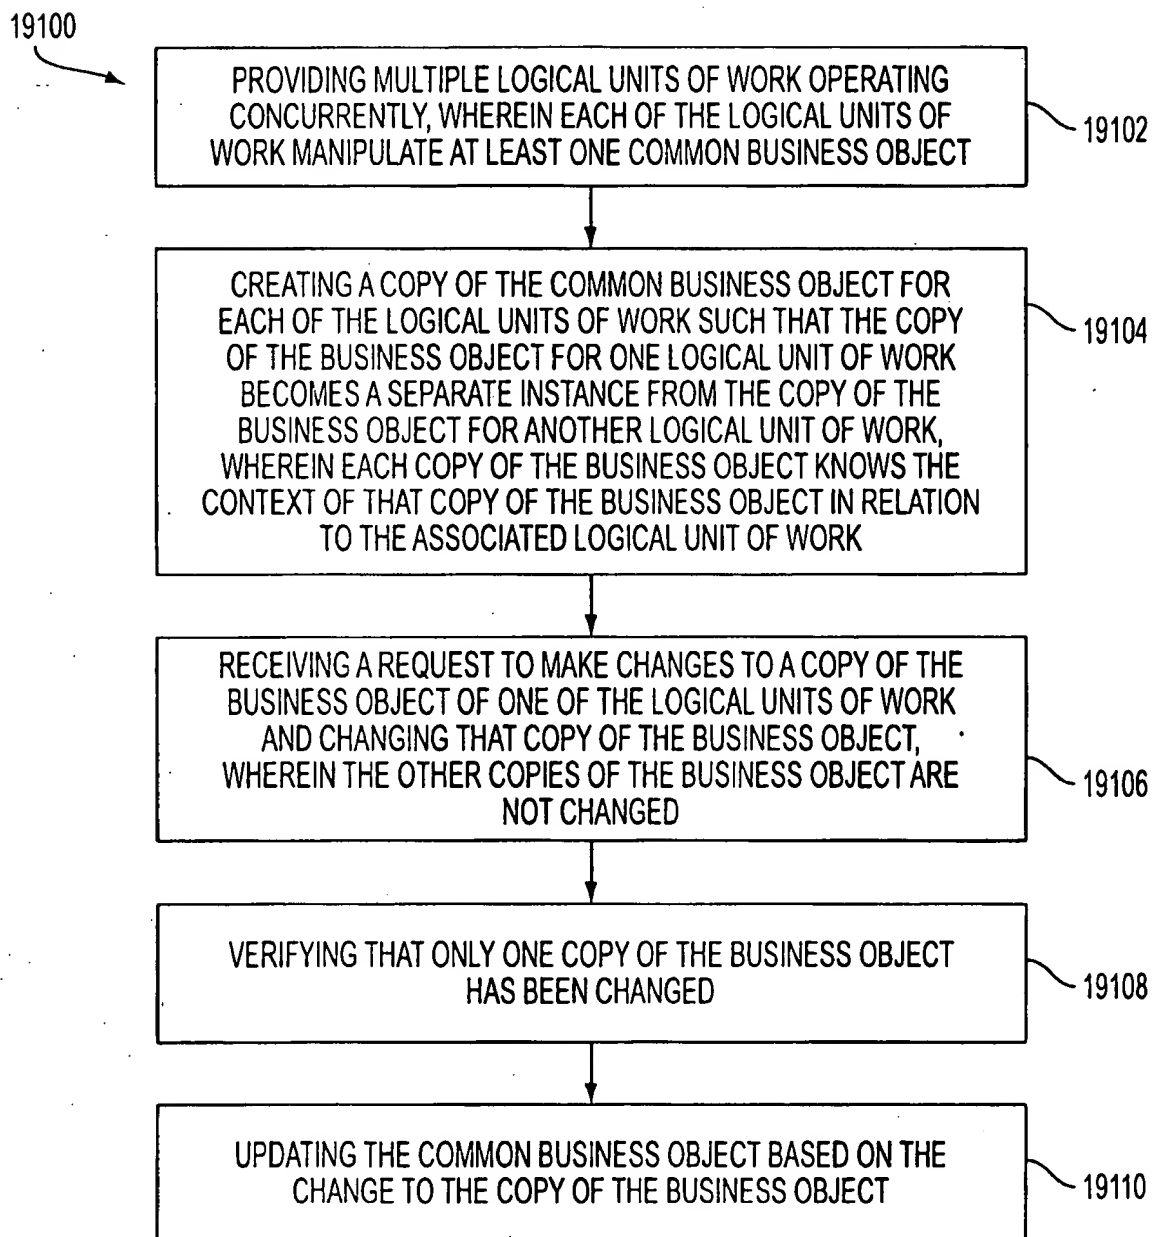 19100
PROVIDING MULTIPLE LOGICAL UNITS OF WORK OPERATING
CONCURRENTLY, WHEREIN EACH OF THE LOGICAL UNITS OF
WORK MANIPULATE AT LEAST ONE COMMON BUSINESS OBJECT
19102
CREATING A COPY OF THE COMMON BUSINESS OBJECT FOR
EACH OF THE LOGICAL UNITS OF WORK SUCH THAT THE COPY
OF THE BUSINESS OBJECT FOR ONE LOGICAL UNIT OF WORK
BECOMES A SEPARATE INSTANCE FROM THE COPY OF THE
BUSINESS OBJECT FOR ANOTHER LOGICAL UNIT OF WORK,
WHEREIN EACH COPY OF THE BUSINESS OBJECT KNOWS THE
CONTEXT OF THAT COPY OF THE BUSINESS OBJECT IN RELATION
TO THE ASSOCIATED LOGICAL UNIT OF WORK
19104
RECEIVING A REQUEST TO MAKE CHANGES TO A COPY OF THE
BUSINESS OBJECT OF ONE OF THE LOGICAL UNITS OF WORK
AND CHANGING THAT COPY OF THE BUSINESS OBJECT,
WHEREIN THE OTHER COPIES OF THE BUSINESS OBJECT ARE
NOT CHANGED
19106
VERIFYING THAT ONLY ONE COPY OF THE BUSINESS OBJECT
HAS BEEN CHANGED
19108
UPDATING THE COMMON BUSINESS OBJECT BASED ON THE
CHANGE TO THE COPY OF THE BUSINESS OBJECT
19110